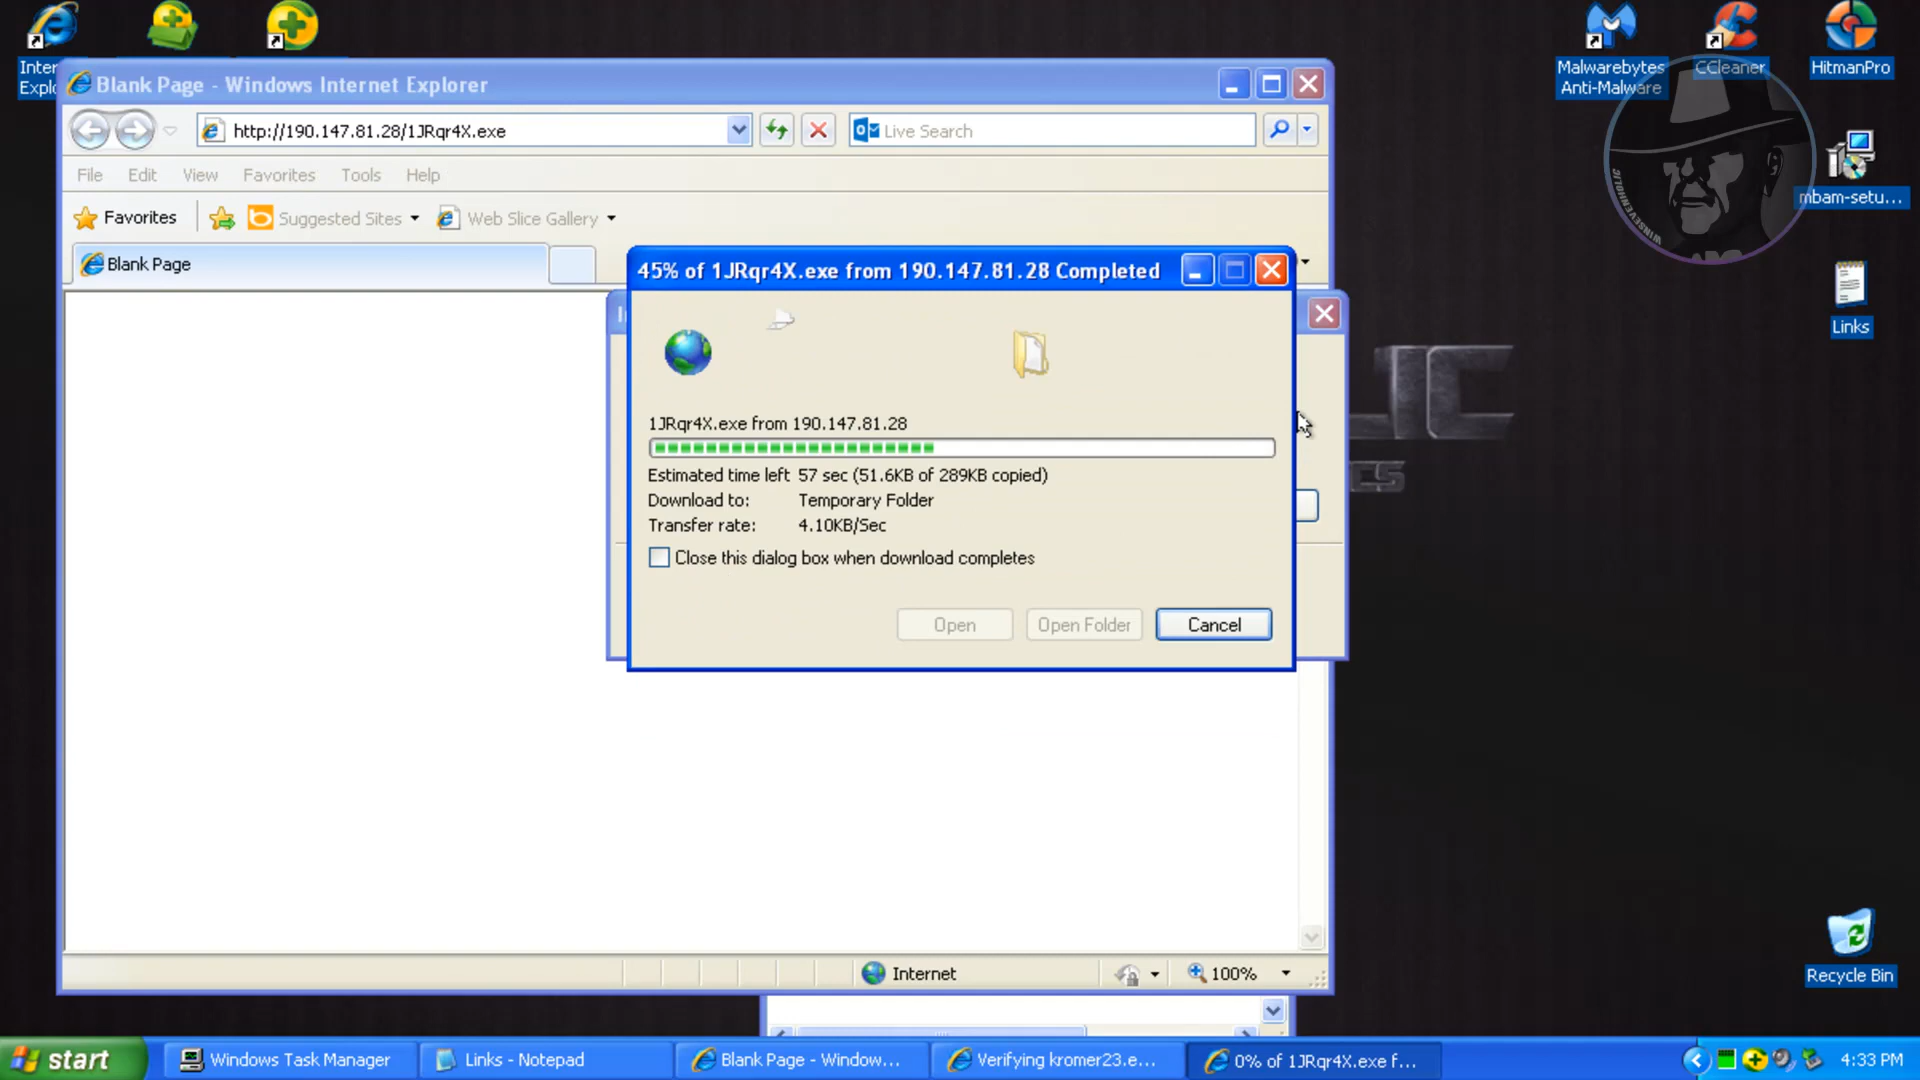 Inter
Explo
Malwarebytes
Anti-Malware
CCleaner
HitmanPro
Blank Page - Windows Internet Explorer
http://190.147.81.28/1JRqr4X.exe
Live Search
File Edit View Favorites Tools Help
Favorites Suggested Sites Web Slice Gallery
Blank Page
mbam-setu...
WINSEVENHOLIC
Links
45% of 1JRqr4X.exe from 190.147.81.28 Completed
1JRqr4X.exe from 190.147.81.28
Estimated time left 57 sec (51.6KB of 289KB copied)
Download to: Temporary Folder
Transfer rate: 4.10KB/Sec
Close this dialog box when download completes
Open Open Folder Cancel
Internet
100%
Recycle Bin
start
Windows Task Manager
Links - Notepad
Blank Page - Window...
Verifying kromer23.e...
0% of 1JRqr4X.exe f...
4:33 PM